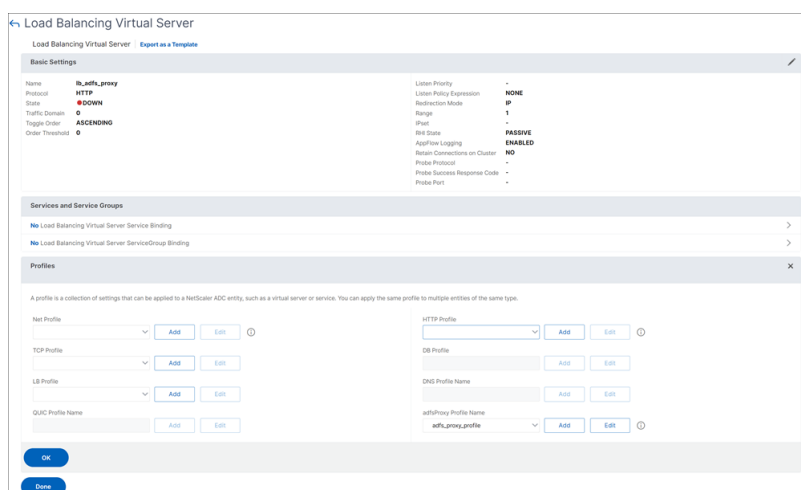 Load Balancing Virtual Server
Load Balancing Virtual Server | Export as a Template
Basic Settings
Name lb_adfs_proxy
Protocol HTTP
State DOWN
Traffic Domain 0
Toggle Order ASCENDING
Order Threshold 0
Listen Priority -
Listen Policy Expression NONE
Redirection Mode IP
Range 1
IPset -
RHI State PASSIVE
AppFlow Logging ENABLED
Retain Connections on Cluster NO
Probe Protocol -
Probe Success Response Code -
Probe Port -
Services and Service Groups
No Load Balancing Virtual Server Service Binding
No Load Balancing Virtual Server ServiceGroup Binding
Profiles
A profile is a collection of settings that can be applied to a NetScaler ADC entity, such as a virtual server or service. You can apply the same profile to multiple entities of the same type.
Net Profile
Add Edit
TCP Profile
Add Edit
LB Profile
Add Edit
QUIC Profile Name
Add Edit
HTTP Profile
Add Edit
DB Profile
Add Edit
DNS Profile Name
Add Edit
adfsProxy Profile Name
adfs_proxy_profile Add Edit
OK
Done